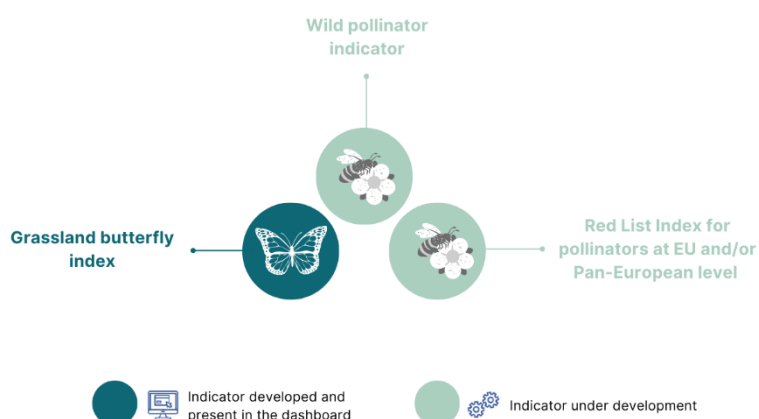 Wild pollinator
indicator
Grassland butterfly
index
Red List Index for
pollinators at EU and/or
Pan-European level
Indicator developed and
present in the dashboard
Indicator under development